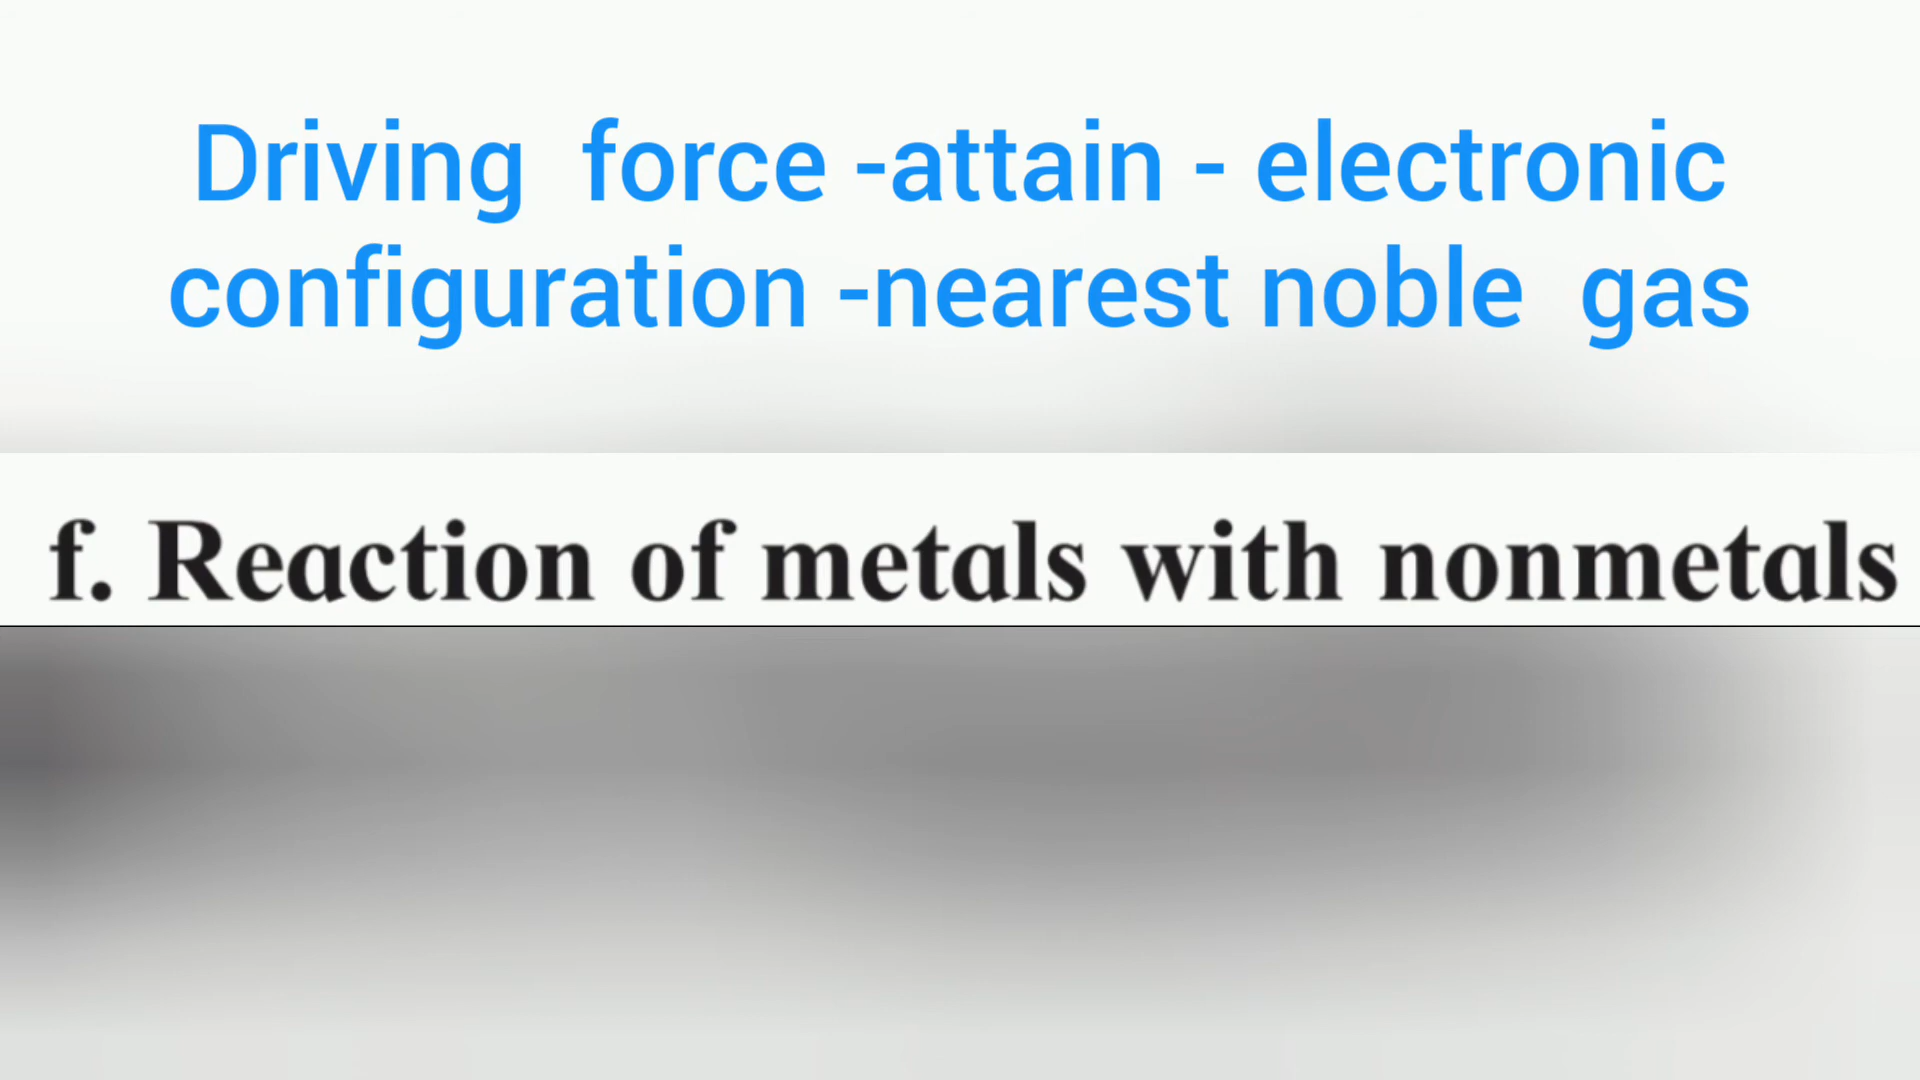 Driving force -attain - electronic
configuration -nearest noble gas
f. Reaction of metals with nonmetals